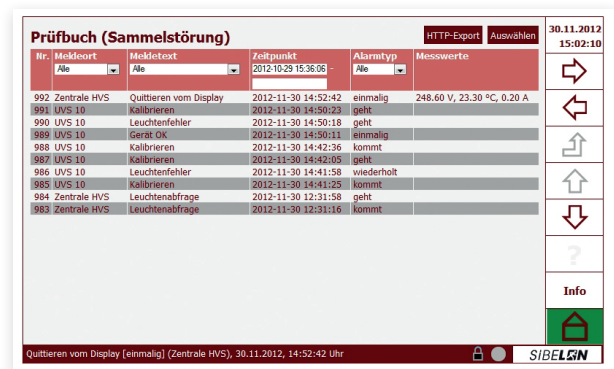 Prüfbuch (Sammelstörung)
HTTP-Export Auswählen
30.11.2012
15:02:10
Nr. Meldeort Meldetext Zeitpunkt Alarmtyp Messwerte
Alle Alle 2012-10-29 15:36:06 - Alle
992 Zentrale HVS Quittieren vom Display 2012-11-30 14:52:42 einmalig 248.60 V, 23.30 ºC, 0.20 A
991 UVS 10 Kalibrieren 2012-11-30 14:50:23 geht
990 UVS 10 Leuchtenfehler 2012-11-30 14:50:18 geht
989 UVS 10 Gerät OK 2012-11-30 14:50:11 einmalig
988 UVS 10 Kalibrieren 2012-11-30 14:42:36 kommt
987 UVS 10 Kalibrieren 2012-11-30 14:42:05 geht
986 UVS 10 Leuchtenfehler 2012-11-30 14:41:58 wiederholt
985 UVS 10 Kalibrieren 2012-11-30 14:41:25 kommt
984 Zentrale HVS Leuchtenabfrage 2012-11-30 12:31:58 geht
983 Zentrale HVS Leuchtenabfrage 2012-11-30 12:31:16 kommt
?
Info
Quittieren vom Display [einmalig] (Zentrale HVS), 30.11.2012, 14:52:42 Uhr
SIBELON